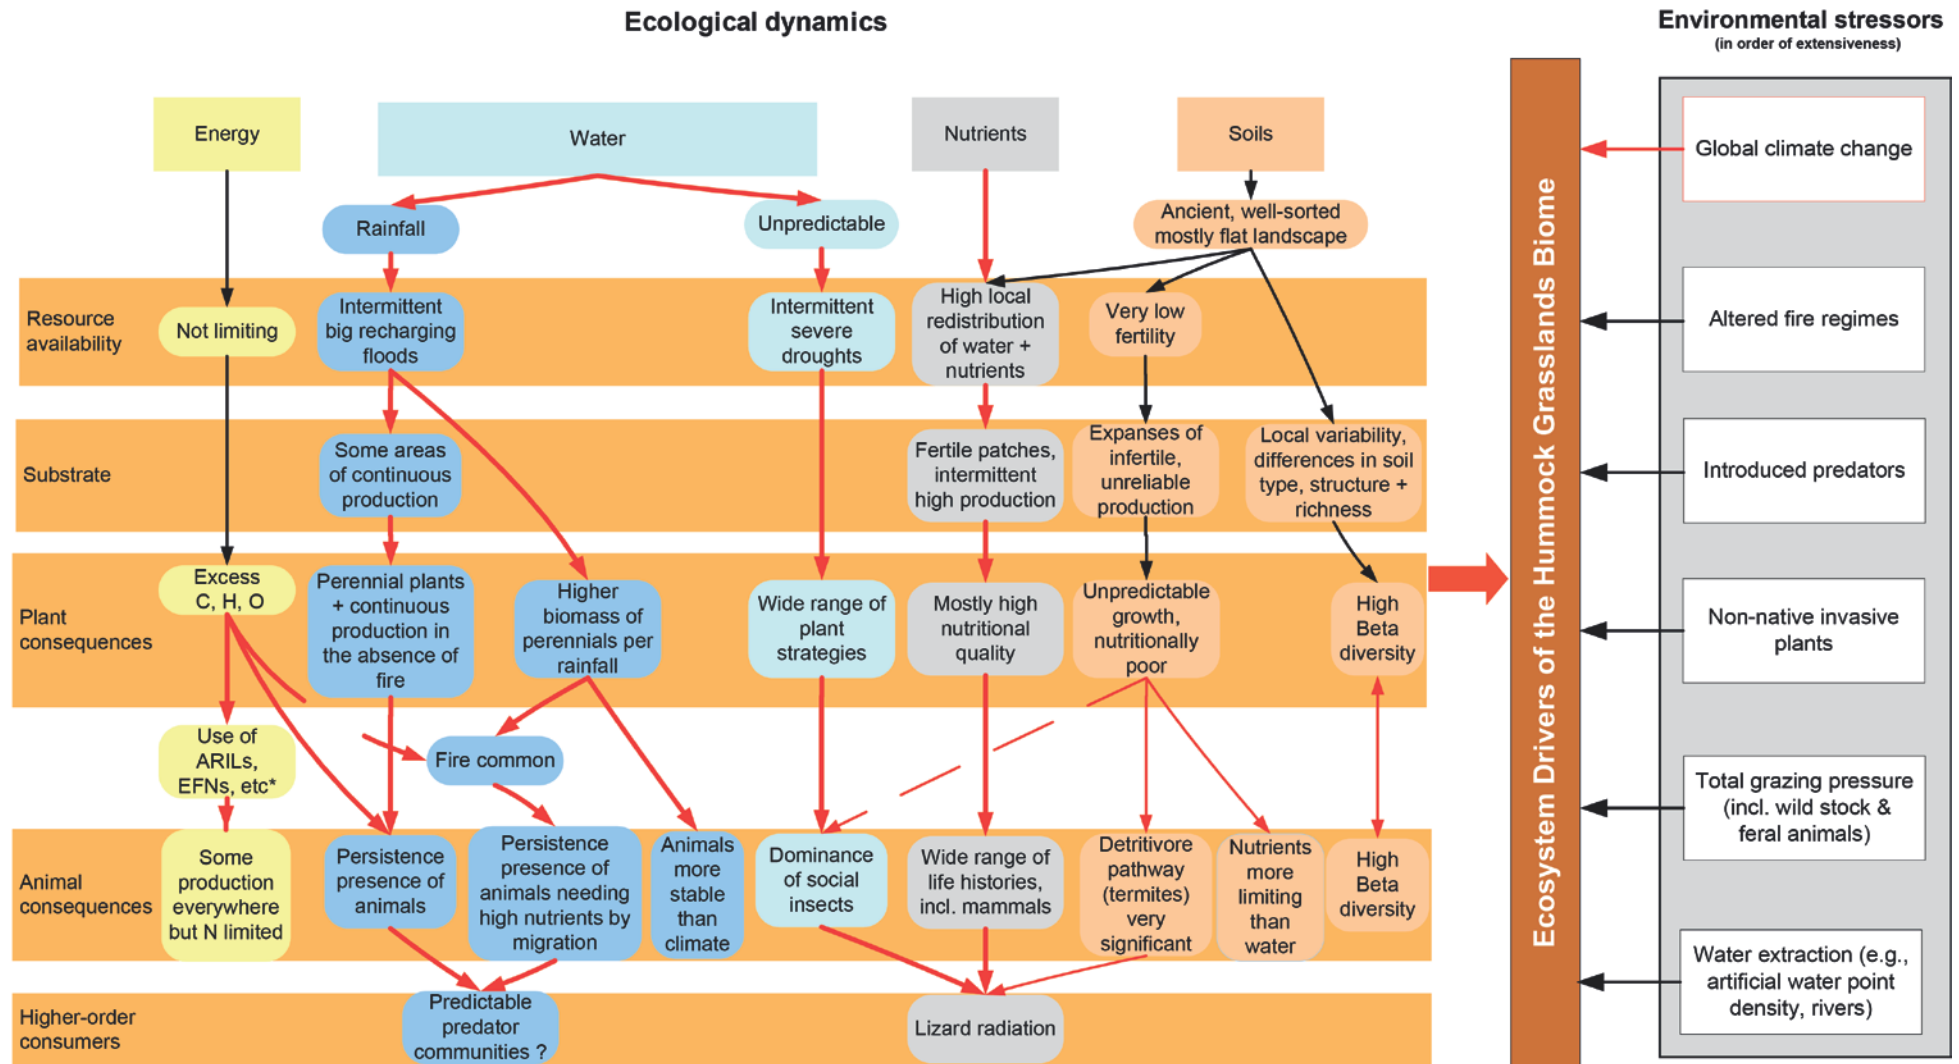 Ecological dynamics
Environmental stressors
(in order of extensiveness)
Energy
Water
Nutrients
Soils
Rainfall
Unpredictable
Ancient, well-sorted
mostly flat landscape
Resource
availability
Not limiting
Intermittent
big recharging
floods
Intermittent
severe
droughts
High local
redistribution
of water +
nutrients
Very low
fertility
Substrate
Some areas
of continuous
production
Fertile patches,
intermittent
high production
Expanses of
infertile,
unreliable
production
Local variability,
differences in soil
type, structure +
richness
Plant
consequences
Excess
C, H, O
Perennial plants
+ continuous
production in
the absence of
fire
Higher
biomass of
perennials per
rainfall
Wide range of
plant
strategies
Mostly high
nutritional
quality
Unpredictable
growth,
nutritionally
poor
High
Beta
diversity
Use of
ARILs,
EFNs, etc*
Fire common
Animal
consequences
Some
production
everywhere
but N limited
Persistence
presence of
animals
Persistence
presence of
animals needing
high nutrients by
migration
Animals
more
stable
than
climate
Dominance
of social
insects
Wide range of
life histories,
incl. mammals
Detritivore
pathway
(termites)
very
significant
Nutrients
more
limiting
than
water
High
Beta
diversity
Higher-order
consumers
Predictable
predator
communities ?
Lizard radiation
Ecosystem Drivers of the Hummock Grasslands Biome
Global climate change
Altered fire regimes
Introduced predators
Non-native invasive
plants
Total grazing pressure
(incl. wild stock &
feral animals)
Water extraction (e.g.,
artificial water point
density, rivers)